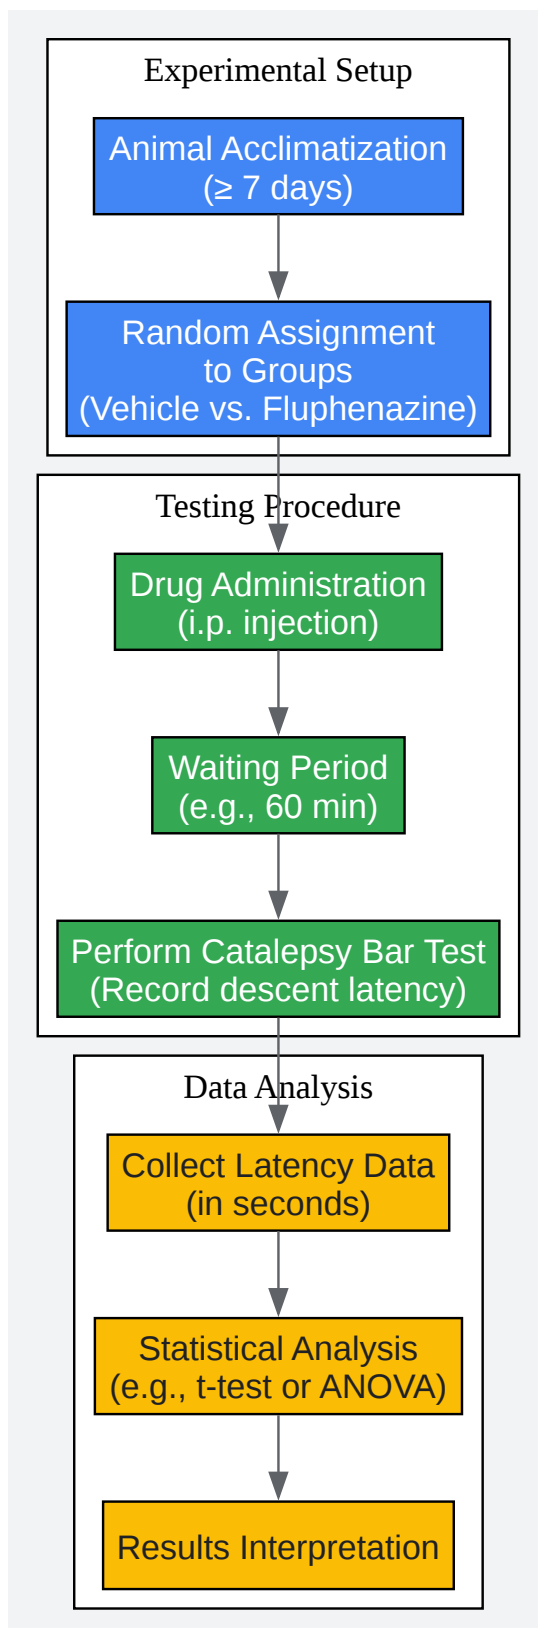 Experimental Setup
Animal Acclimatization
(≥ 7 days)
Random Assignment
to Groups
(Vehicle vs. Fluphenazine)
Testing Procedure
Drug Administration
(i.p. injection)
Waiting Period
(e.g., 60 min)
Perform Catalepsy Bar Test
(Record descent latency)
Data Analysis
Collect Latency Data
(in seconds)
Statistical Analysis
(e.g., t-test or ANOVA)
Results Interpretation